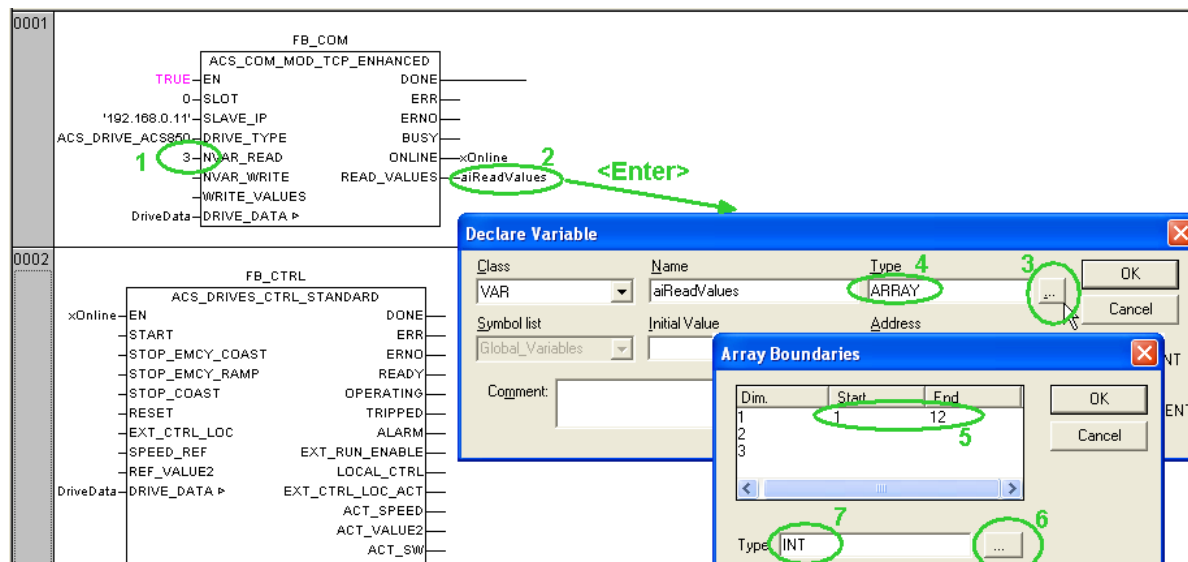 0001
FB_COM
ACS_COM_MOD_TCP_ENHANCED
TRUE EN DONE
0 SLOT ERR
'192.168.0.11' SLAVE_IP ERNO
ACS_DRIVE_ACS850 DRIVE_TYPE BUSY
1 3 NVAR_READ ONLINE xOnline 2
NVAR_WRITE READ_VALUES aiReadValues <Enter>
WRITE_VALUES
DriveData DRIVE_DATA
0002
FB_CTRL
ACS_DRIVES_CTRL_STANDARD
xOnline EN DONE
START ERR
STOP_EMCY_COAST ERNO
STOP_EMCY_RAMP READY
STOP_COAST OPERATING
RESET TRIPPED
EXT_CTRL_LOC ALARM
SPEED_REF EXT_RUN_ENABLE
REF_VALUE2 LOCAL_CTRL
DriveData DRIVE_DATA EXT_CTRL_LOC_ACT
ACT_SPEED
ACT_VALUE2
ACT_SW
Declare Variable
Class Name Type 4 3
VAR aiReadValues ARRAY ... OK
Cancel
Symbol list Initial Value Address
Global_Variables
Comment:
NT
ENT
Array Boundaries
Dim. Start End OK
1 1 12
2 5 Cancel
3
7 6
Type INT ...